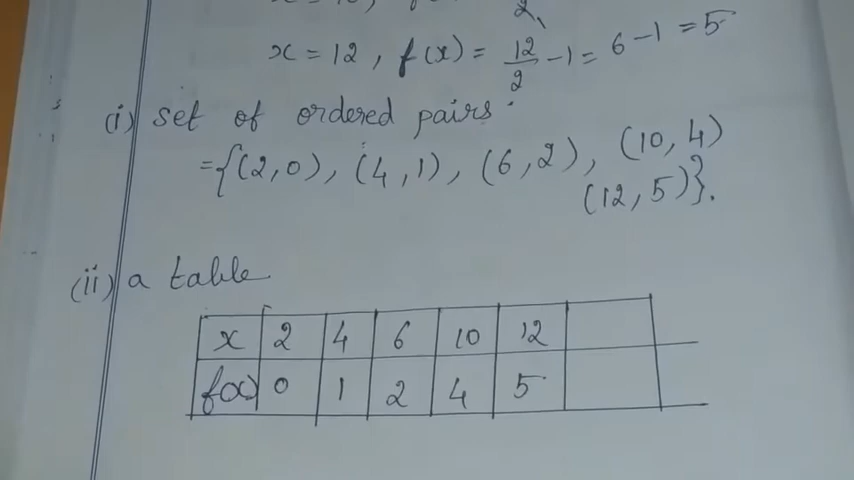 x = 12, f(x) = 12/2 - 1 = 6 - 1 = 5
(i) set of ordered pairs
= {(2, 0), (4, 1), (6, 2), (10, 4)
(12, 5)}.
(ii) a table
x 2 4 6 10 12
f(x) 0 1 2 4 5